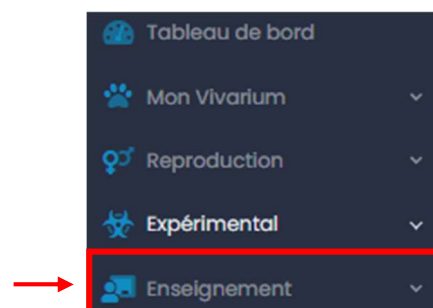 Tableau de bord
Mon Vivarium
Reproduction
Expérimental
Enseignement